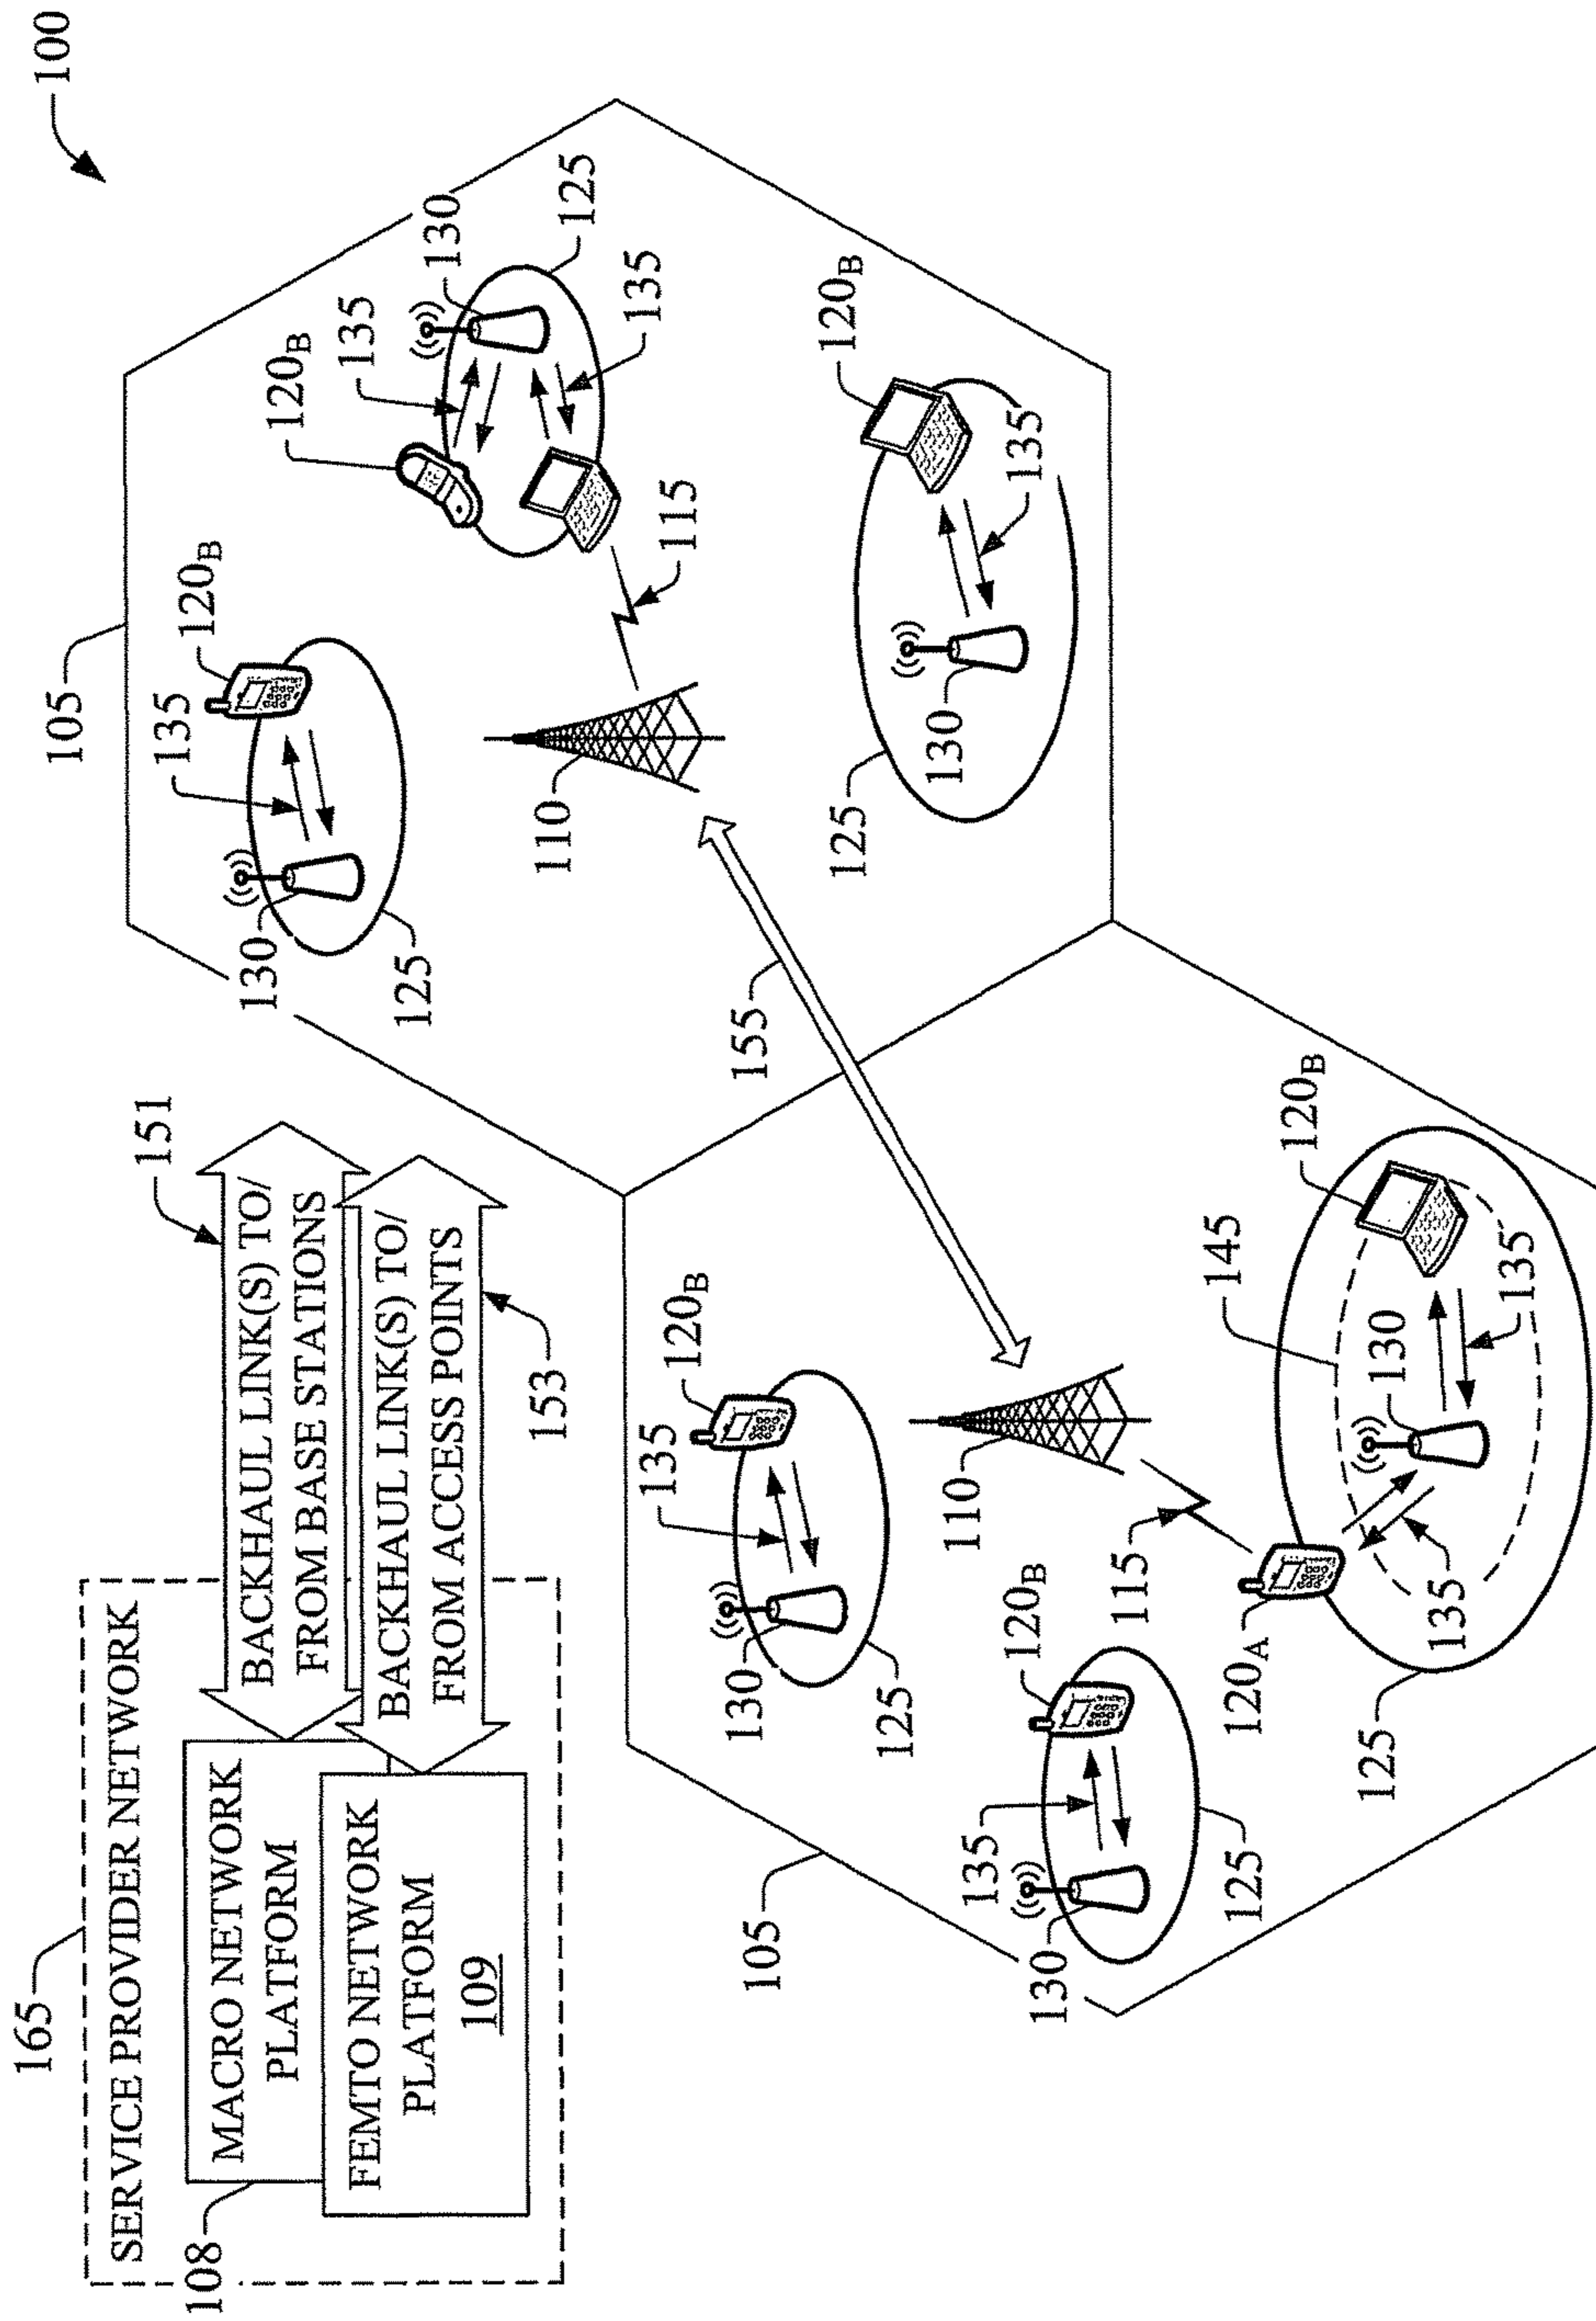 100
165
SERVICE PROVIDER NETWORK
108
MACRO NETWORK
PLATFORM
FEMTO NETWORK
PLATFORM
109
151
BACKHAUL LINK(S) TO/
FROM BASE STATIONS
BACKHAUL LINK(S) TO/
FROM ACCESS POINTS
153
105
135
120B
130
125
120B
135
130
125
135
110
115
120B
135
130
125
155
105
135
120B
130
125
135
120B
130
125
110
115
120A
125
145
120B
130
135
135